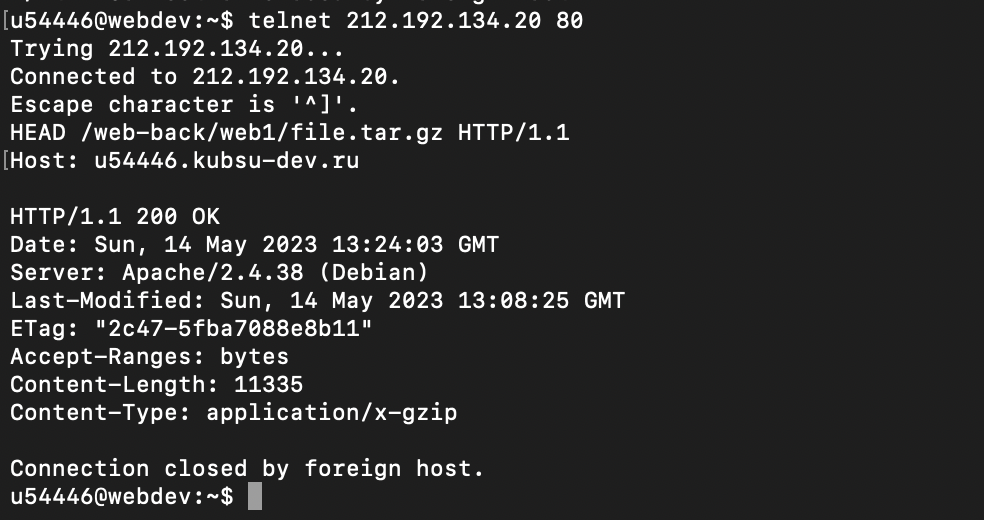 [u54446@webdev:~$ telnet 212.192.134.20 80
Trying 212.192.134.20...
Connected to 212.192.134.20.
Escape character is '^]'.
HEAD /web-back/web1/file.tar.gz HTTP/1.1
[Host: u54446.kubsu-dev.ru
HTTP/1.1 200 OK
Date: Sun, 14 May 2023 13:24:03 GMT
Server: Apache/2.4.38 (Debian)
Last-Modified: Sun, 14 May 2023 13:08:25 GMT
ETag: "2c47-5fba7088e8b11"
Accept-Ranges: bytes
Content-Length: 11335
Content-Type: application/x-gzip
Connection closed by foreign host.
u54446@webdev:~$